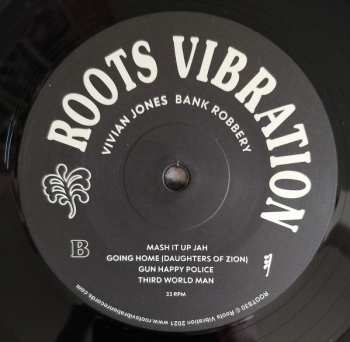 ROOTS VIBRATION
VIVIAN JONES BANK ROBBERY
B
MASH IT UP JAH
GOING HOME (DAUGHTERS OF ZION)
GUN HAPPY POLICE
THIRD WORLD MAN
33 RPM
ROOTS30 © Roots Vibration 2021 www.rootsvibrationrecords.com